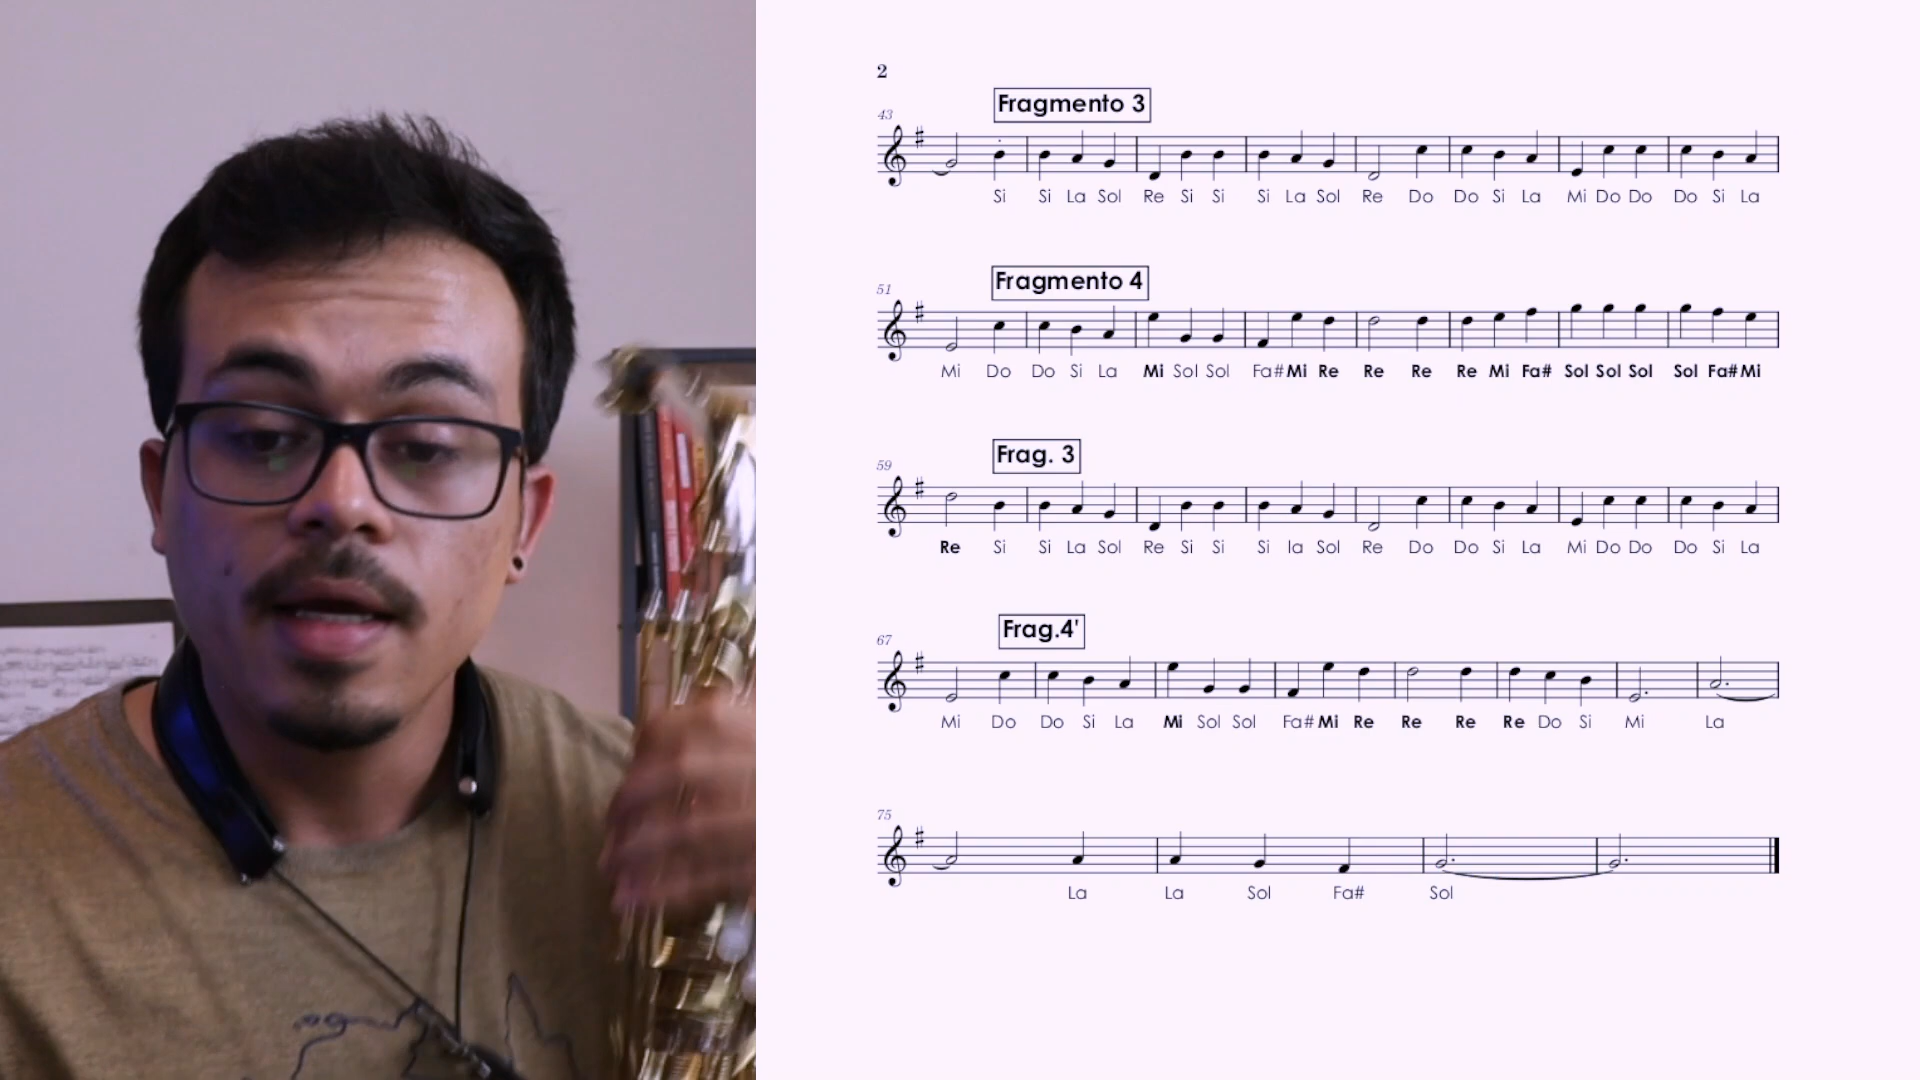 2
Fragmento 3
43
Si Si La Sol Re Si Si Si La Sol Re Do Do Si La Mi Do Do Do Si La
Fragmento 4
51
Mi Do Do Si La Mi Sol Sol Fa# Mi Re Re Re Re Mi Fa# Sol Sol Sol Sol Fa# Mi
Frag. 3
59
Re Si Si La Sol Re Si Si Si la Sol Re Do Do Si La Mi Do Do Do Si La
Frag.4'
67
Mi Do Do Si La Mi Sol Sol Fa# Mi Re Re Re Re Do Si Mi La
75
La La Sol Fa# Sol